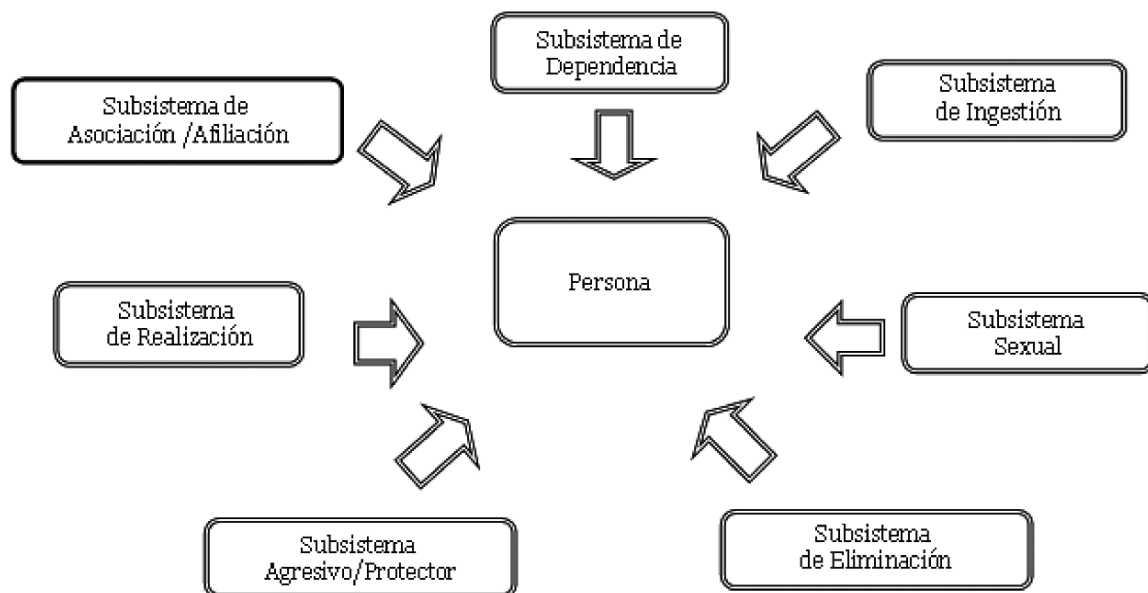 Subsistema de
Dependencia
Subsistema de
Asociación /Afiliación
Subsistema
de Ingestión
Persona
Subsistema
de Realización
Subsistema
Sexual
Subsistema
Agresivo/Protector
Subsistema
de Eliminación